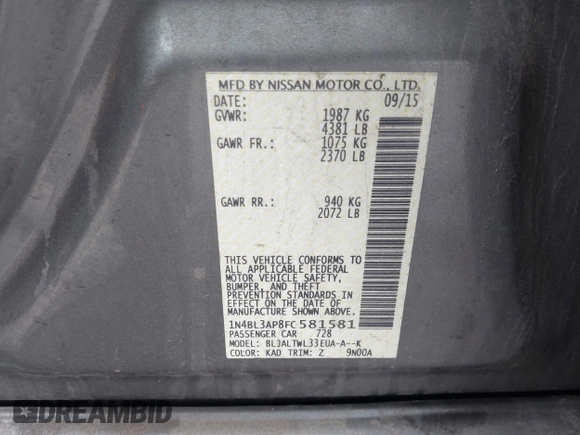 MFD BY NISSAN MOTOR CO., LTD.
DATE: 09/15
GVWR: 1987 KG
4381 LB
GAWR FR.: 1075 KG
2370 LB
GAWR RR.: 940 KG
2072 LB
THIS VEHICLE CONFORMS TO
ALL APPLICABLE FEDERAL
MOTOR VEHICLE SAFETY,
BUMPER, AND THEFT
PREVENTION STANDARDS IN
EFFECT ON THE DATE OF
MANUFACTURE SHOWN ABOVE.
1N4BL3AP8FC581581
PASSENGER CAR 728
MODEL: BL3ALTWL33EUA-A--K
COLOR: KAD TRIM: Z 9N00A
DREAMBID